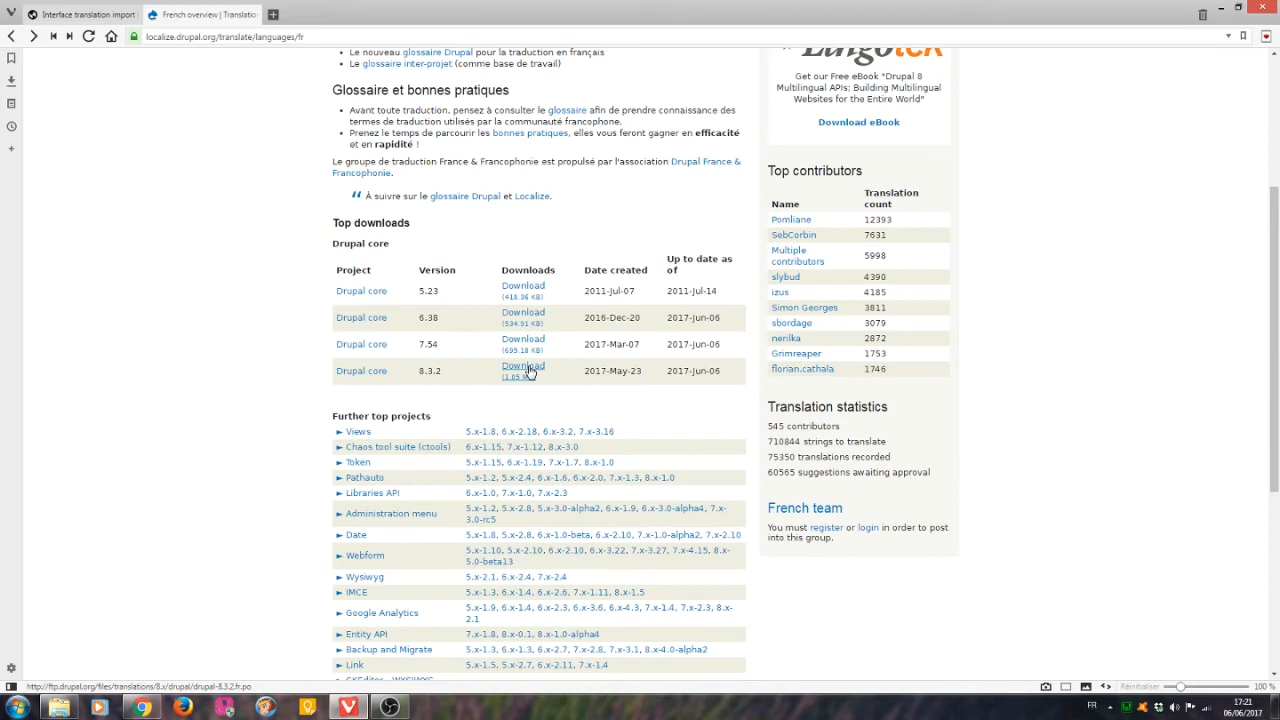 Interface translation import
French overview | Translatio
localize.drupal.org/translate/languages/fr
• Le nouveau glossaire Drupal pour la traduction en français
• Le glossaire inter-projet (comme base de travail)
Glossaire et bonnes pratiques
• Avant toute traduction, pensez à consulter le glossaire afin de prendre connaissance des
termes de traduction utilisés par la communauté francophone.
• Prenez le temps de parcourir les bonnes pratiques, elles vous feront gagner en efficacité
et en rapidité !
Le groupe de traduction France & Francophonie est propulsé par l'association Drupal France &
Francophonie.
“ À suivre sur le glossaire Drupal et Localize.
Top downloads
Drupal core
Project Version Downloads Date created Up to date as
of
Drupal core 5.23 Download 2011-Jul-07 2011-Jul-14
(418.36 KB)
Drupal core 6.38 Download 2016-Dec-20 2017-Jun-06
(534.91 KB)
Drupal core 7.54 Download 2017-Mar-07 2017-Jun-06
(695.18 KB)
Drupal core 8.3.2 Download 2017-May-23 2017-Jun-06
(1.05
Further top projects
► Views 5.x-1.8, 6.x-2.18, 6.x-3.2, 7.x-3.16
► Chaos tool suite (ctools) 6.x-1.15, 7.x-1.12, 8.x-3.0
► Token 5.x-1.15, 6.x-1.19, 7.x-1.7, 8.x-1.0
► Pathauto 5.x-1.2, 5.x-2.4, 6.x-1.6, 6.x-2.0, 7.x-1.3, 8.x-1.0
► Libraries API 6.x-1.0, 7.x-1.0, 7.x-2.3
► Administration menu 5.x-1.2, 5.x-2.8, 5.x-3.0-alpha2, 6.x-1.9, 6.x-3.0-alpha4, 7.x-
3.0-rc5
► Date 5.x-1.8, 5.x-2.8, 6.x-1.0-beta, 6.x-2.10, 7.x-1.0-alpha2, 7.x-2.10
► Webform 5.x-1.10, 5.x-2.10, 6.x-2.10, 6.x-3.22, 7.x-3.27, 7.x-4.15, 8.x-
5.0-beta13
► Wysiwyg 5.x-2.1, 6.x-2.4, 7.x-2.4
► IMCE 5.x-1.3, 6.x-1.4, 6.x-2.6, 7.x-1.11, 8.x-1.5
► Google Analytics 5.x-1.9, 6.x-1.4, 6.x-2.3, 6.x-3.6, 6.x-4.3, 7.x-1.4, 7.x-2.3, 8.x-
2.1
► Entity API 7.x-1.8, 8.x-0.1, 8.x-1.0-alpha4
► Backup and Migrate 5.x-1.3, 6.x-1.3, 6.x-2.7, 7.x-2.8, 7.x-3.1, 8.x-4.0-alpha2
► Link 5.x-1.5, 5.x-2.7, 6.x-2.11, 7.x-1.4
► CKEditor - WYSIWYG
Lingotek
Get our Free eBook "Drupal 8
Multilingual APIs; Building Multilingual
Websites for the Entire World"
Download eBook
Top contributors
Name Translation
count
Pomliane 12393
SebCorbin 7631
Multiple
contributors 5998
slybud 4390
izus 4185
Simon Georges 3811
sbordage 3079
nerilka 2872
Grimreaper 1753
florian.cathala 1746
Translation statistics
545 contributors
710844 strings to translate
75350 translations recorded
60565 suggestions awaiting approval
French team
You must register or login in order to post
into this group.
http://ftp.drupal.org/files/translations/8.x/drupal/drupal-8.3.2.fr.po
Réinitialiser 100 %
FR 17:21
06/06/2017